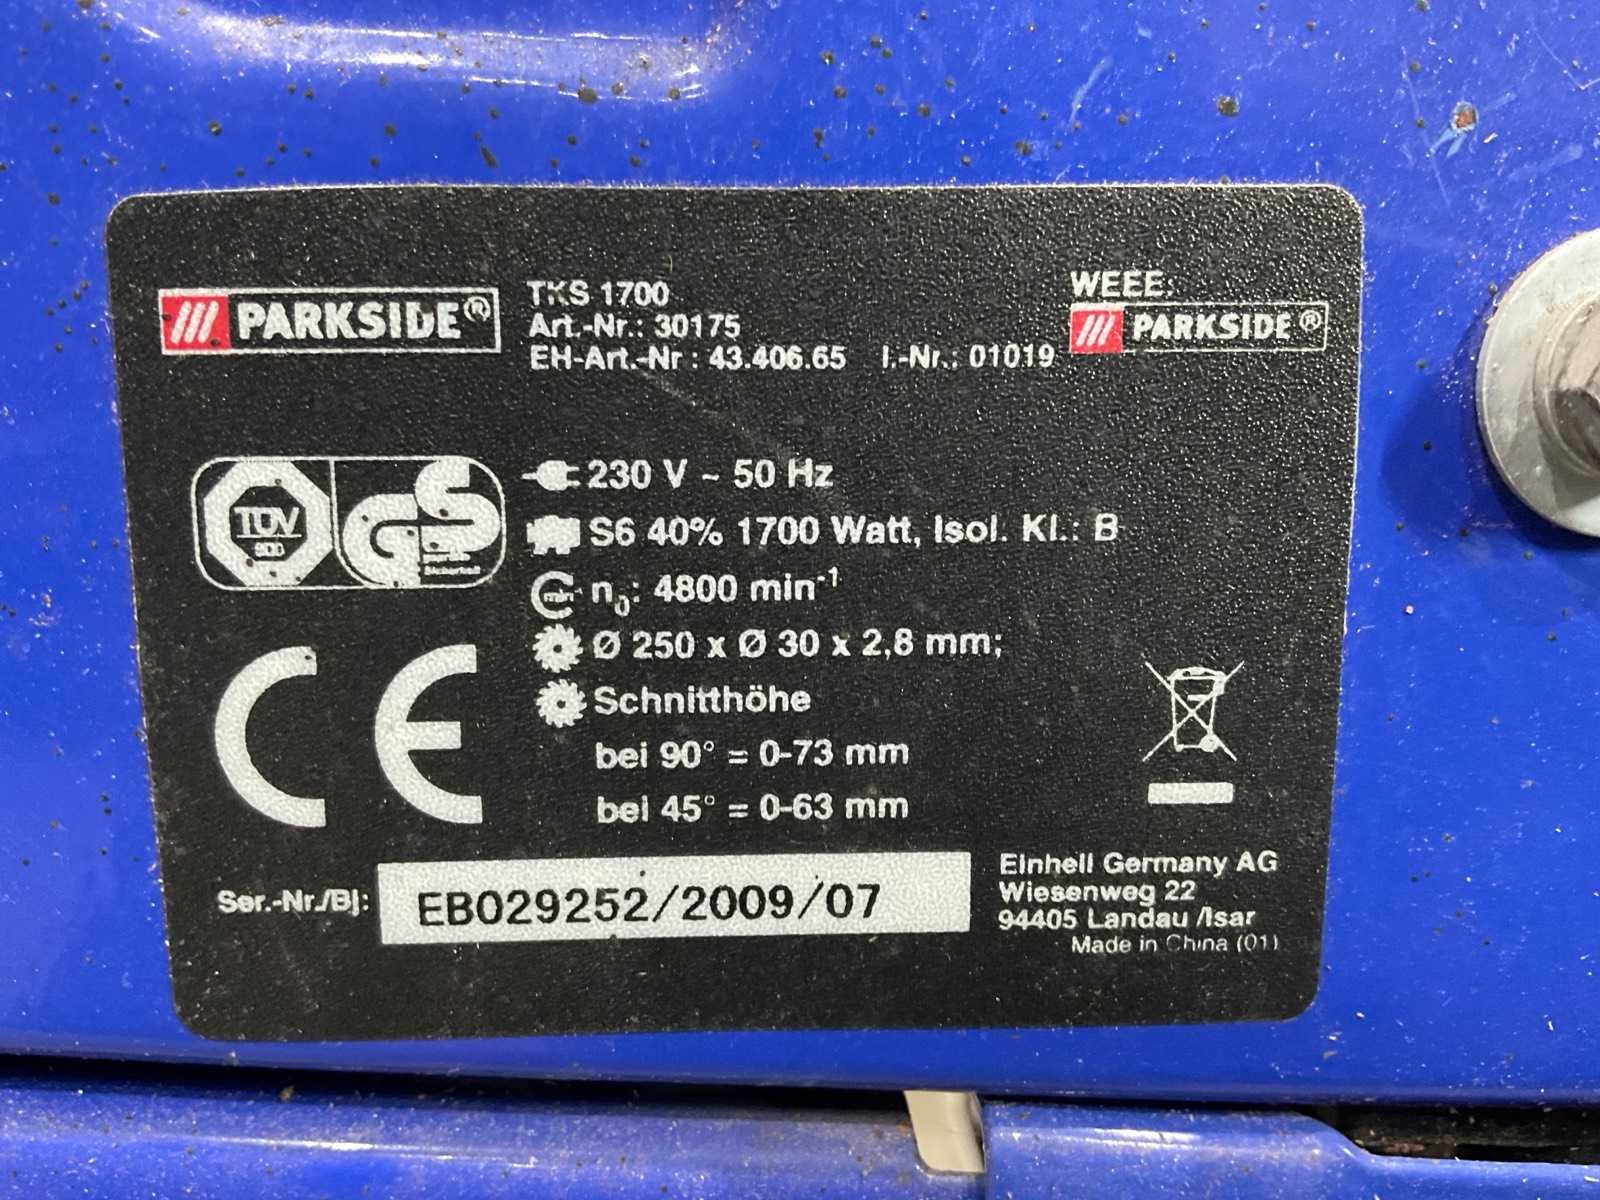 PARKSIDE®
TKS 1700
Art.-Nr.: 30175
EH-Art.-Nr.: 43.406.65 I.-Nr.: 01019
WEEE:
PARKSIDE®
TÜV
GS
230 V ~ 50 Hz
S6 40% 1700 Watt, Isol. Kl.: B
min⁻¹ n₀: 4800 min⁻¹
Ø 250 x Ø 30 x 2,8 mm;
Schnitthöhe
bei 90° = 0-73 mm
bei 45° = 0-63 mm
CE
Ser.-Nr./Bj: EB029252/2009/07
Einhell Germany AG
Wiesenweg 22
94405 Landau /Isar
Made in China (01)